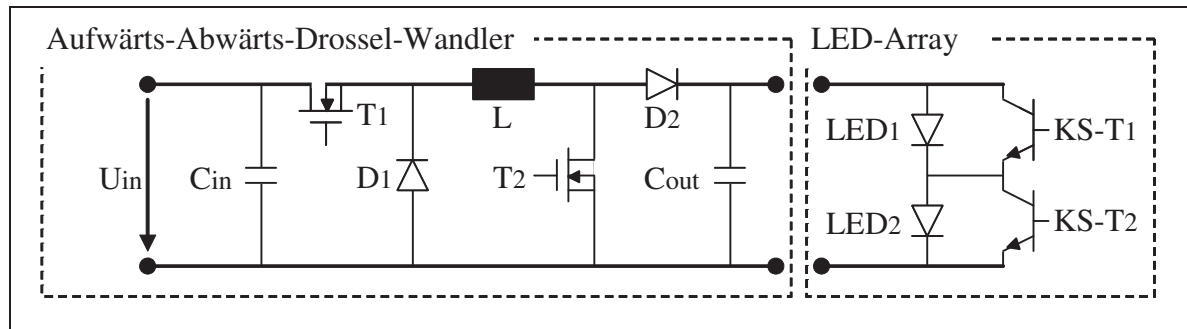 Aufwärts-Abwärts-Drossel-Wandler
LED-Array
T1
L
D2
LED1
KS-T1
Uin
Cin
D1
T2
Cout
LED2
KS-T2